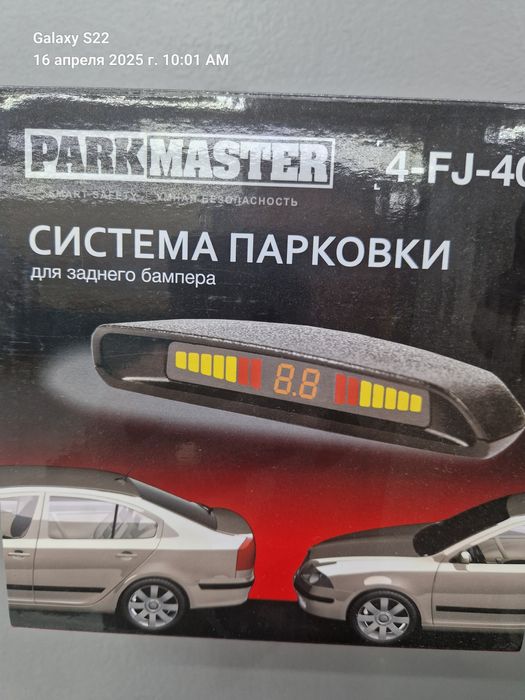 Galaxy S22
16 апреля 2025 г. 10:01 AM
PARKMASTER
4-FJ-40
SMART SAFETY - УМНАЯ БЕЗОПАСНОСТЬ
СИСТЕМА ПАРКОВКИ
для заднего бампера
8.8